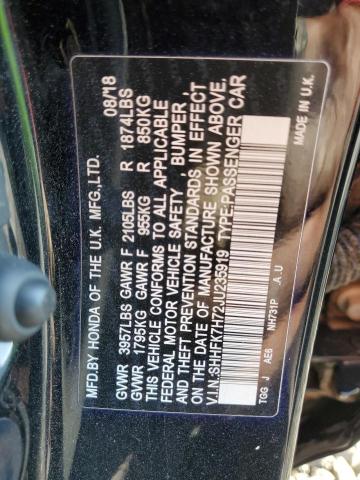 MFD.BY HONDA OF THE U.K. MFG.,LTD. 08/18
GVWR 3957LBS GAWR F 2105LBS R 1874LBS
GVWR 1795KG GAWR F 955KG R 850KG
THIS VEHICLE CONFORMS TO ALL APPLICABLE
FEDERAL MOTOR VEHICLE SAFETY , BUMPER ,
AND THEFT PREVENTION STANDARDS IN EFFECT
ON THE DATE OF MANUFACTURE SHOWN ABOVE.
V.I.N.:SHHFK7H72JU235919 TYPE:PASSENGER CAR
TGG J AE6 NH731P .A.U MADE IN U.K.